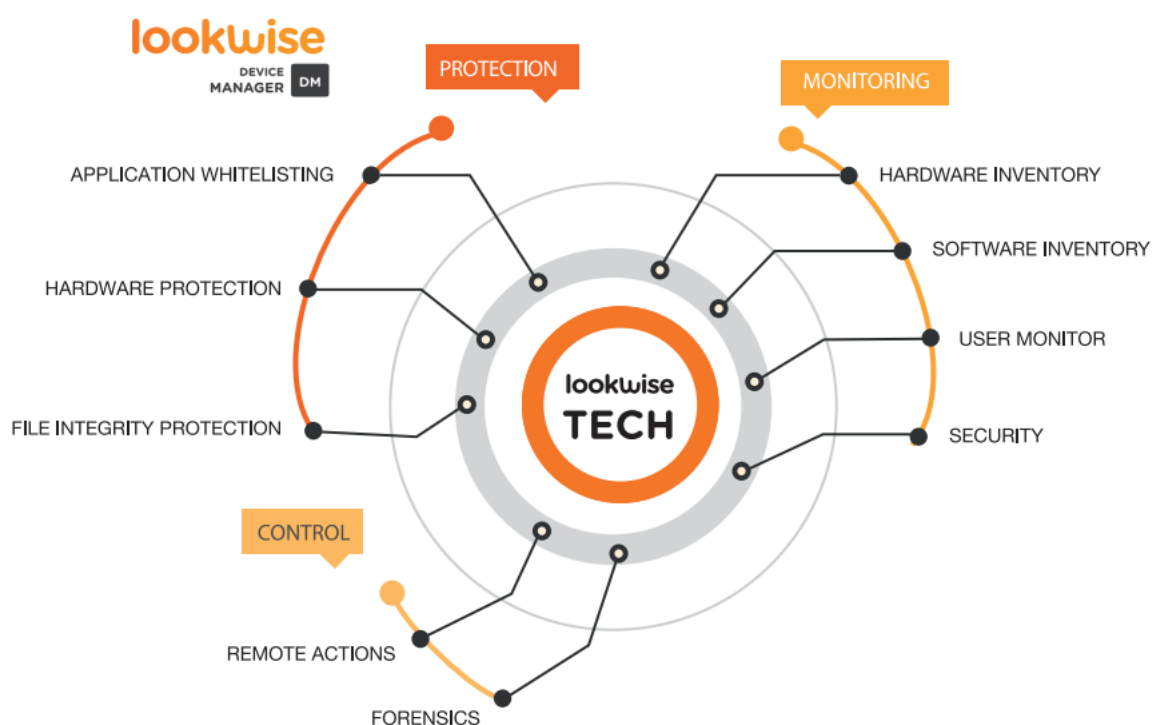 lookwise
DEVICE
MANAGER DM
PROTECTION
MONITORING
APPLICATION WHITELISTING
HARDWARE PROTECTION
FILE INTEGRITY PROTECTION
HARDWARE INVENTORY
SOFTWARE INVENTORY
USER MONITOR
SECURITY
lookwise
TECH
CONTROL
REMOTE ACTIONS
FORENSICS